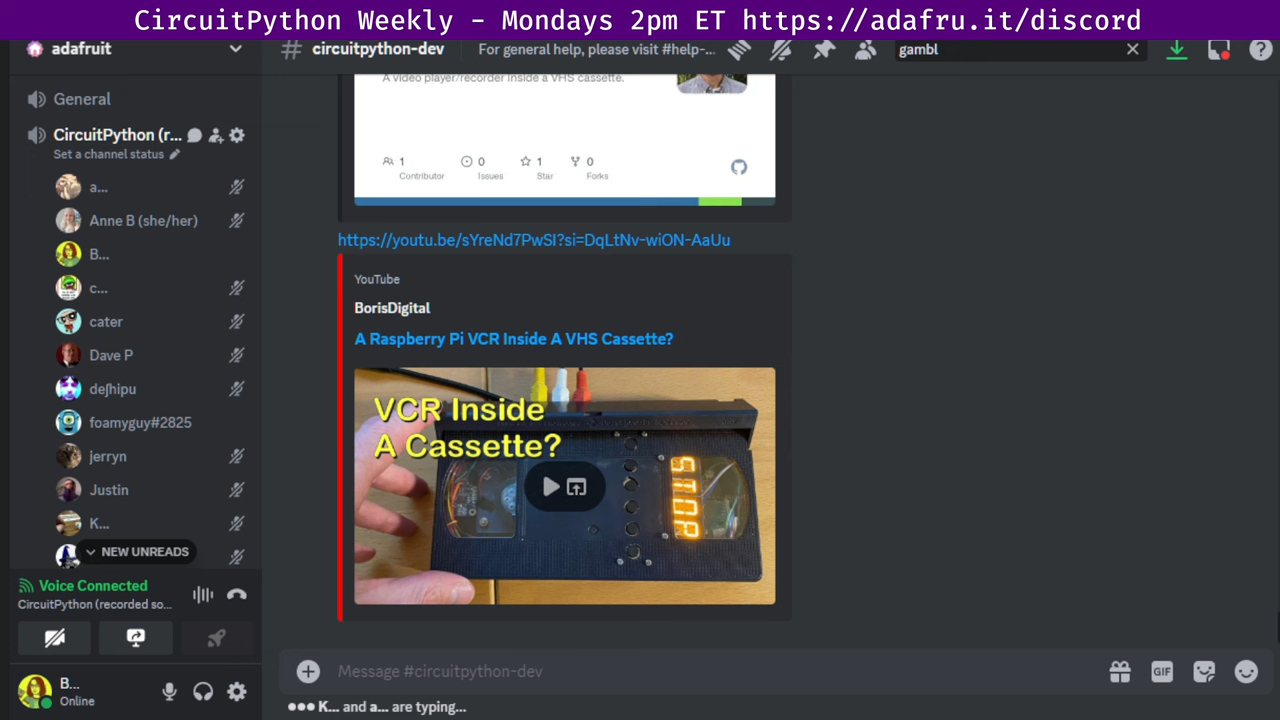 CircuitPython Weekly - Mondays 2pm ET https://adafru.it/discord
adafruit
circuitpython-dev
For general help, please visit #help-...
gambl
General
CircuitPython (r...
Set a channel status
a...
Anne B (she/her)
B...
c...
cater
Dave P
deʃhipu
foamyguy#2825
jerryn
Justin
K...
NEW UNREADS
Voice Connected
CircuitPython (recorded so...
B...
Online
A video player/recorder Inside a VHS cassette.
1
Contributor
0
Issues
1
Star
0
Forks
https://youtu.be/sYreNd7PwSI?si=DqLtNv-wiON-AaUu
YouTube
BorisDigital
A Raspberry Pi VCR Inside A VHS Cassette?
VCR Inside
A Cassette?
STOP
Message #circuitpython-dev
GIF
K... and a... are typing...